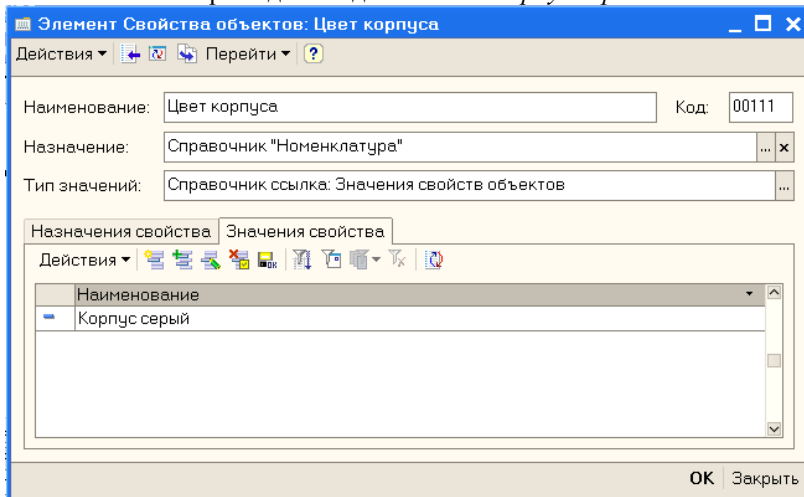 Элемент Свойства объектов: Цвет корпуса
Действия Перейти ?
Наименование: Цвет корпуса Код: 00111
Назначение: Справочник "Номенклатура" ... x
Тип значений: Справочник ссылка: Значения свойств объектов ...
Назначения свойства Значения свойства
Действия
Наименование
Корпус серый
OK Закрыть